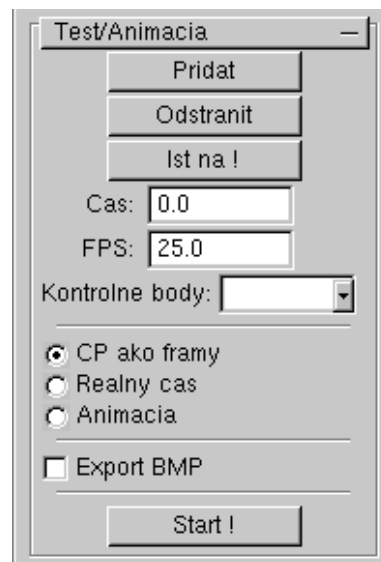 Test/Animacia
Pridat
Odstranit
Ist na !
Cas: 0.0
FPS: 25.0
Kontrolne body:
CP ako framy
Realny cas
Animacia
Export BMP
Start !